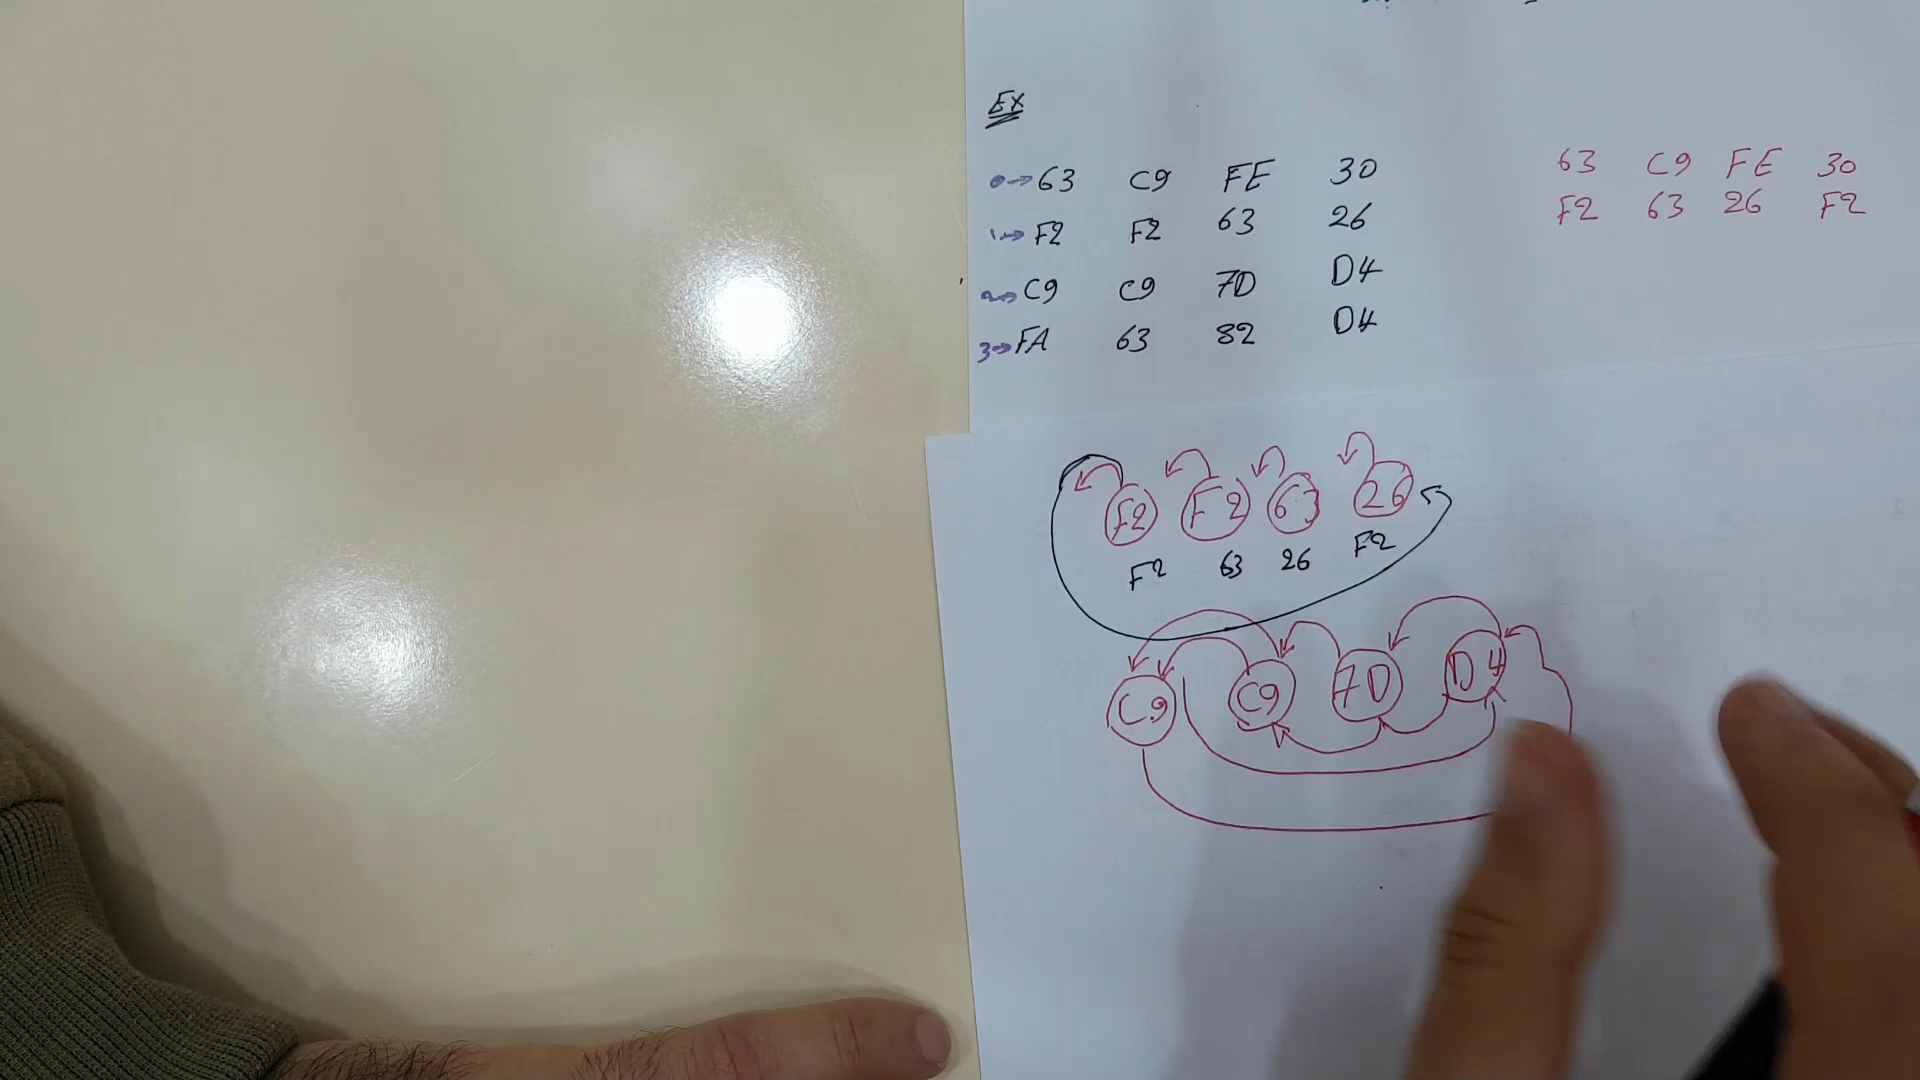 EX
0→ 63 C9 FE 30
1→ F2 F2 63 26
2→ C9 C9 7D D4
3→ FA 63 82 D4
63 C9 FE 30
F2 63 26 F2
F2 F2 63 26
F2 63 26 F2
C9 C9 7D D4